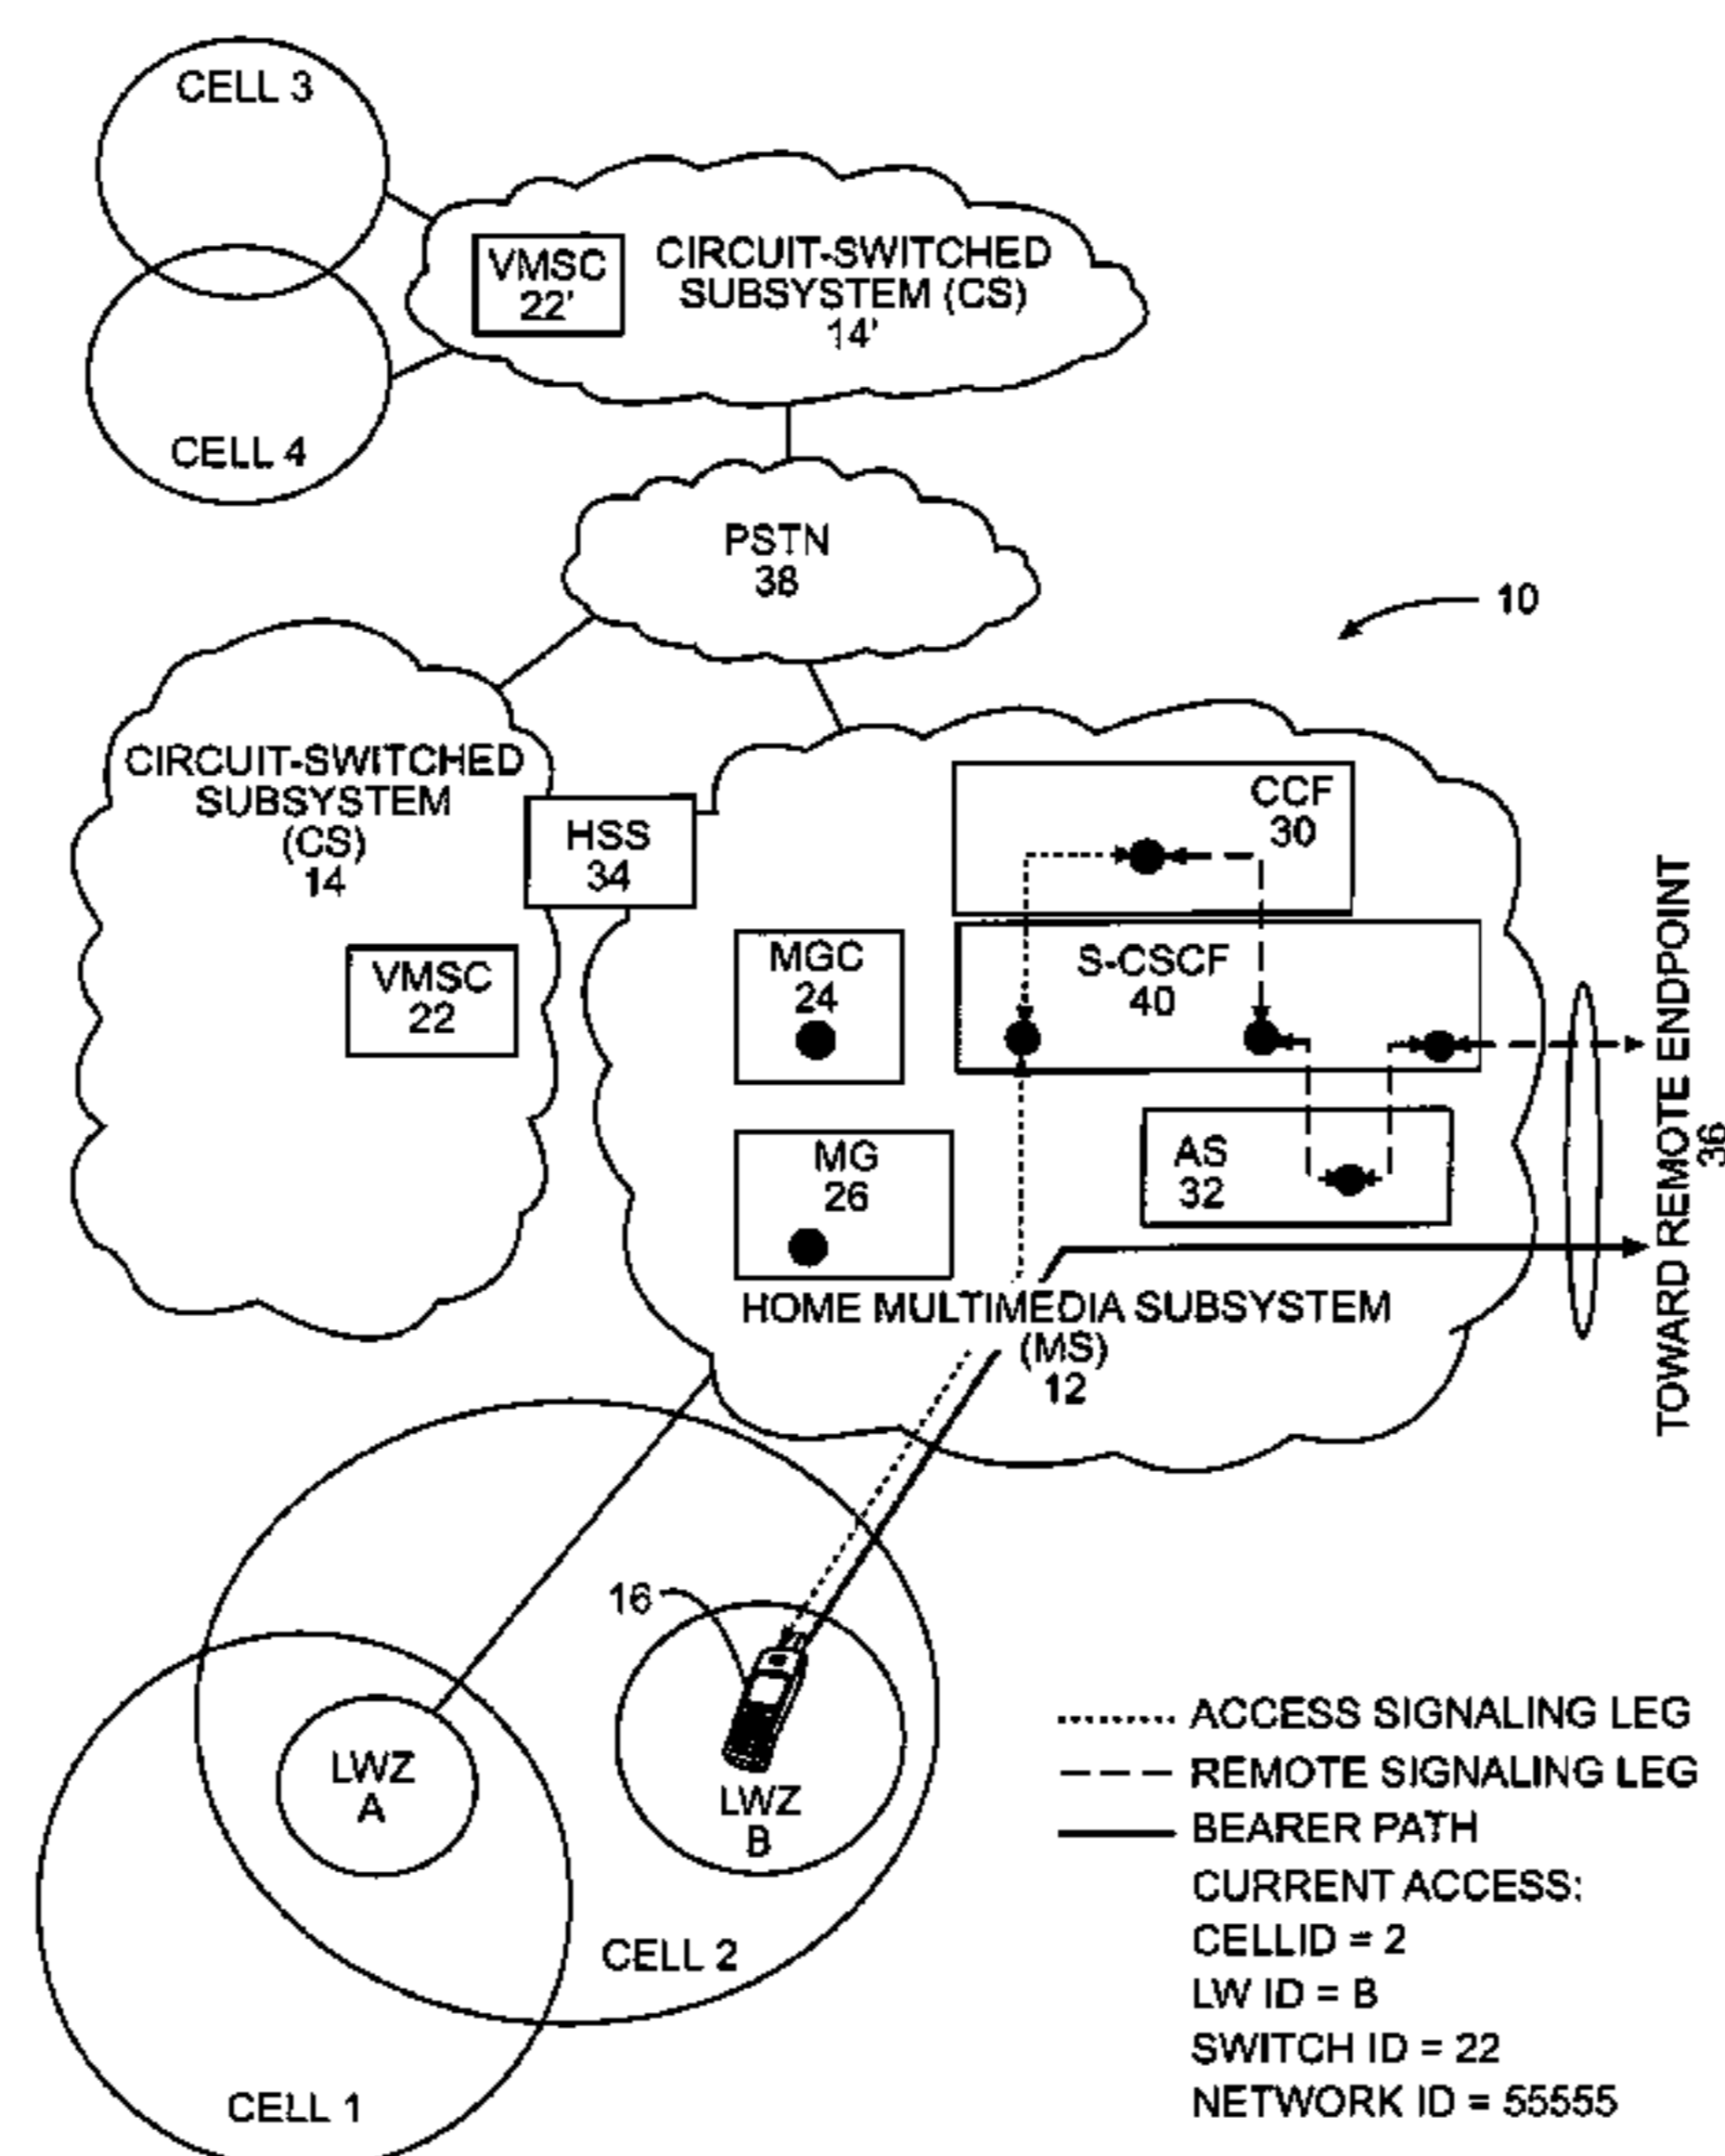 CELL 3
CELL 4
VMSC
22'
CIRCUIT-SWITCHED
SUBSYSTEM (CS)
14'
PSTN
38
10
CIRCUIT-SWITCHED
SUBSYSTEM
(CS)
14
HSS
34
VMSC
22
CCF
30
MGC
24
S-CSCF
40
MG
26
AS
32
HOME MULTIMEDIA SUBSYSTEM
(MS)
12
TOWARD REMOTE ENDPOINT
36
16
LWZ
A
LWZ
B
CELL 2
CELL 1
ACCESS SIGNALING LEG
REMOTE SIGNALING LEG
BEARER PATH
CURRENT ACCESS:
CELLID = 2
LW ID = B
SWITCH ID = 22
NETWORK ID = 55555